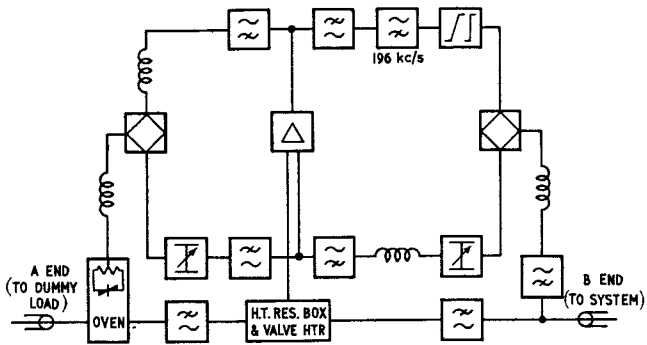 196 kc/s
A END
(TO DUMMY
LOAD)
OVEN
H.T. RES. BOX
& VALVE HTR
B END
(TO SYSTEM)